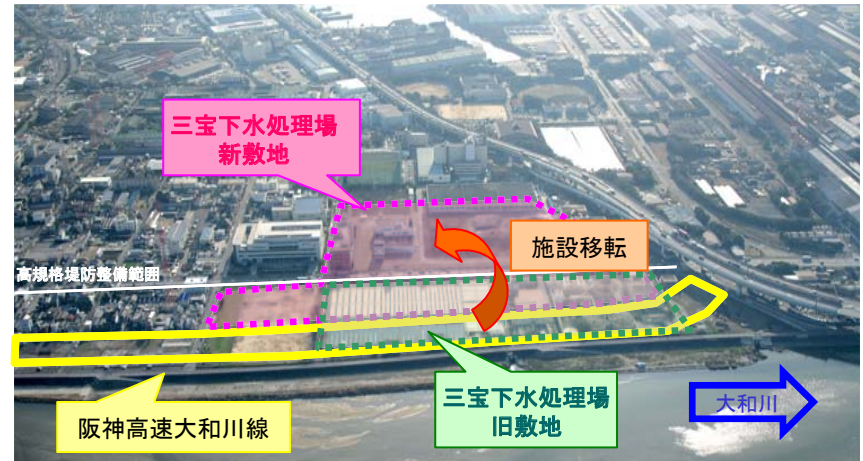 三宝下水処理場
新敷地
施設移転
高規格堤防整備範囲
三宝下水処理場
旧敷地
大和川
阪神高速大和川線